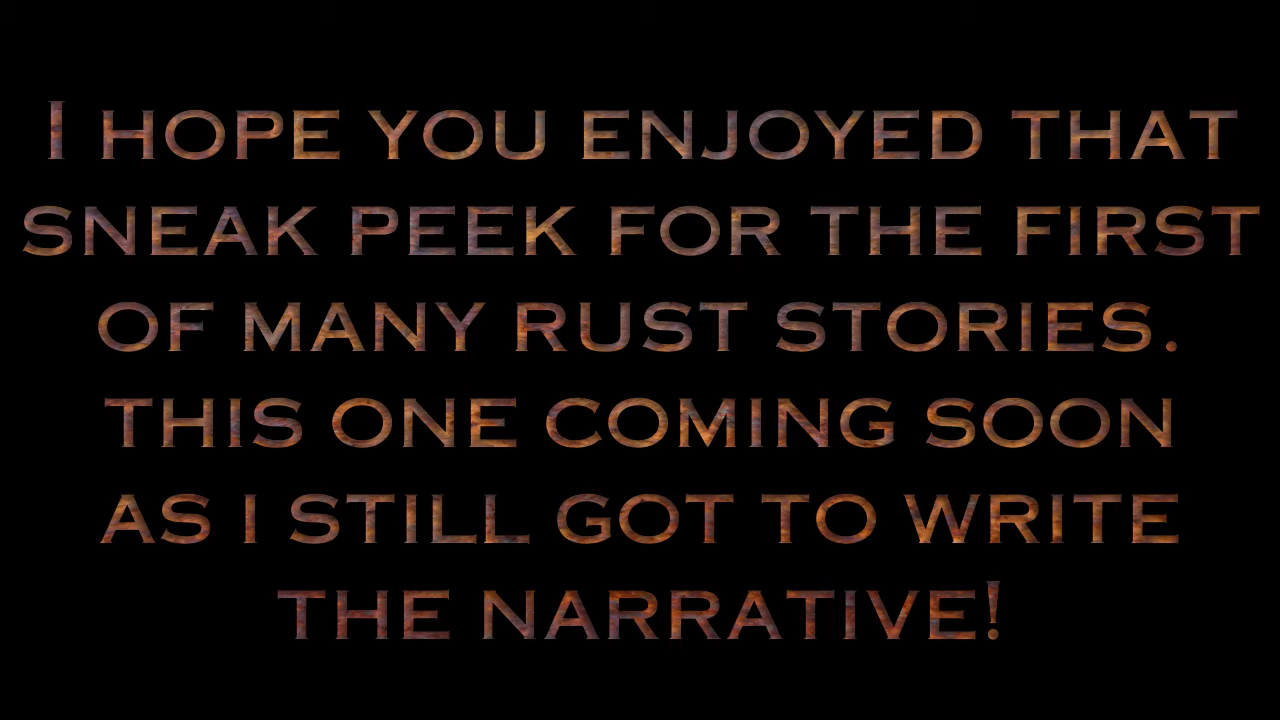 I HOPE YOU ENJOYED THAT
SNEAK PEEK FOR THE FIRST
OF MANY RUST STORIES.
THIS ONE COMING SOON
AS I STILL GOT TO WRITE
THE NARRATIVE!